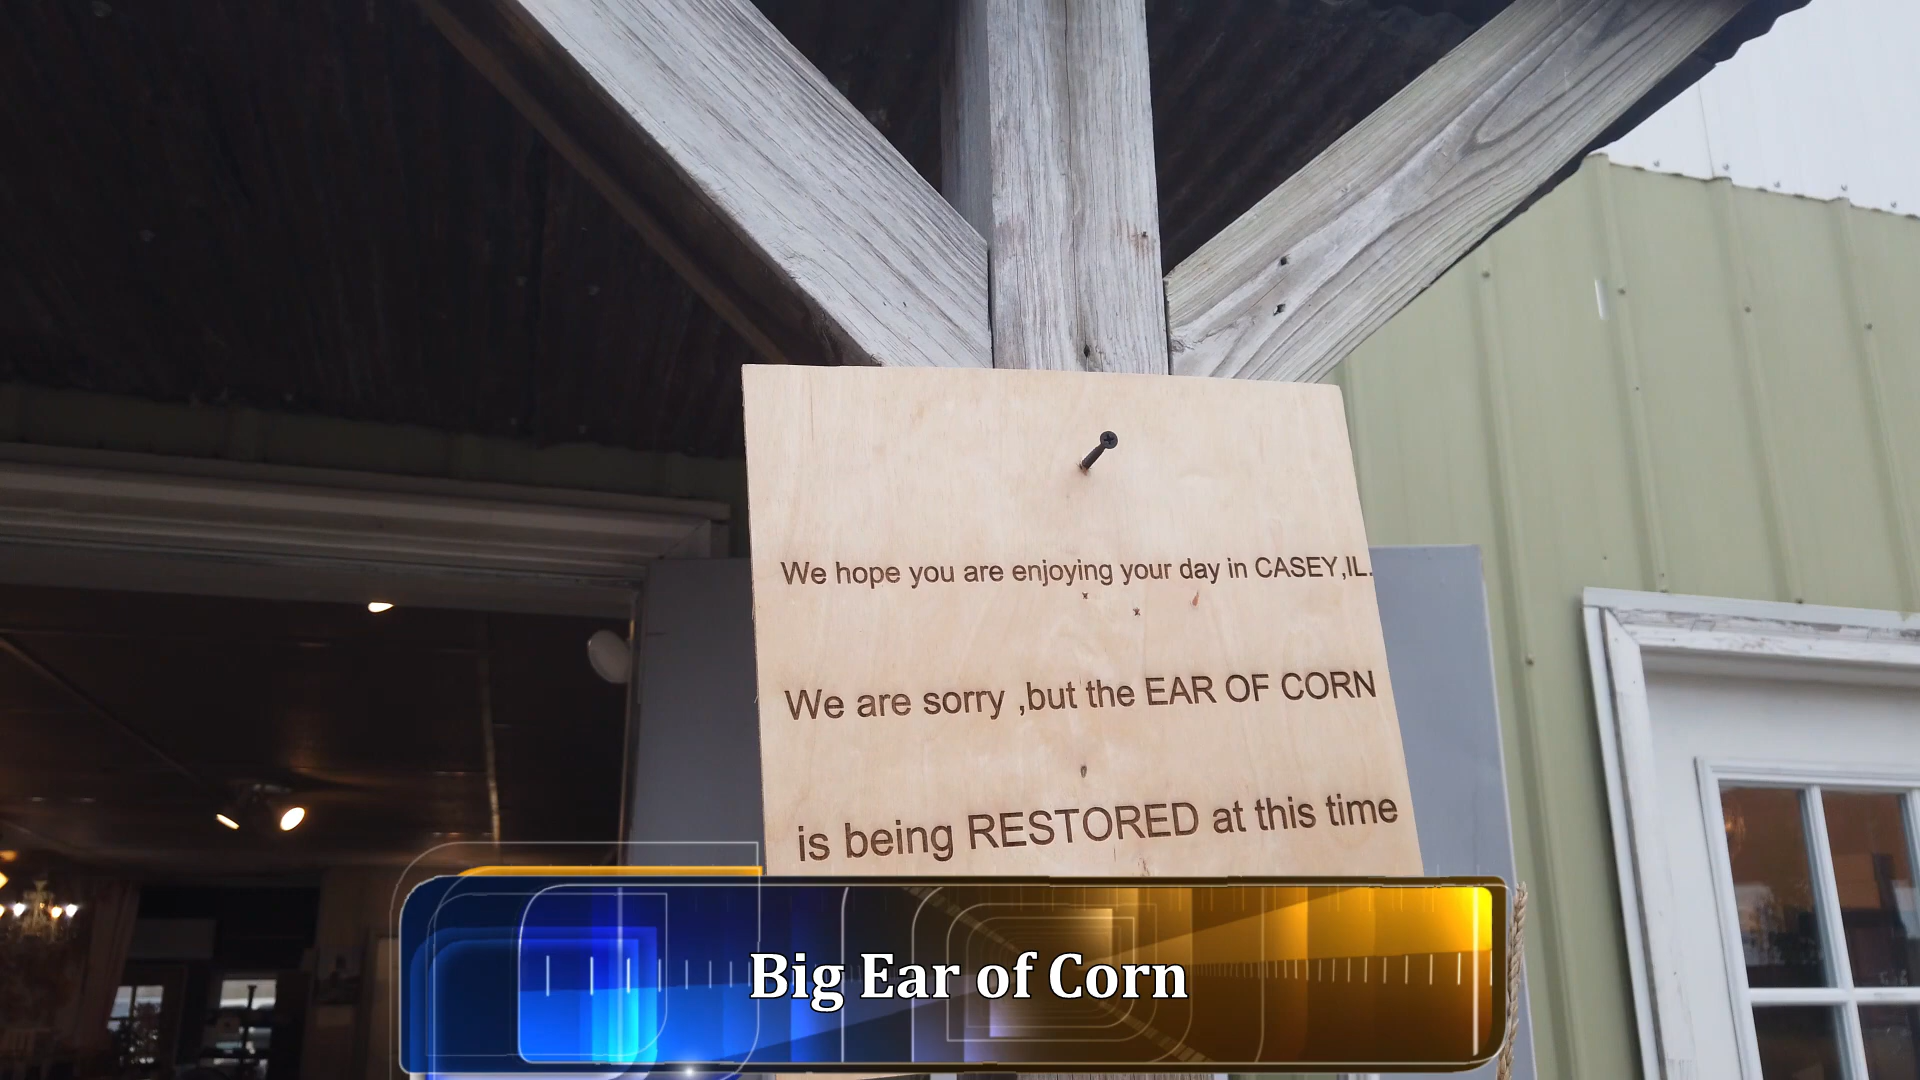 We hope you are enjoying your day in CASEY,IL.
We are sorry ,but the EAR OF CORN
is being RESTORED at this time
Big Ear of Corn